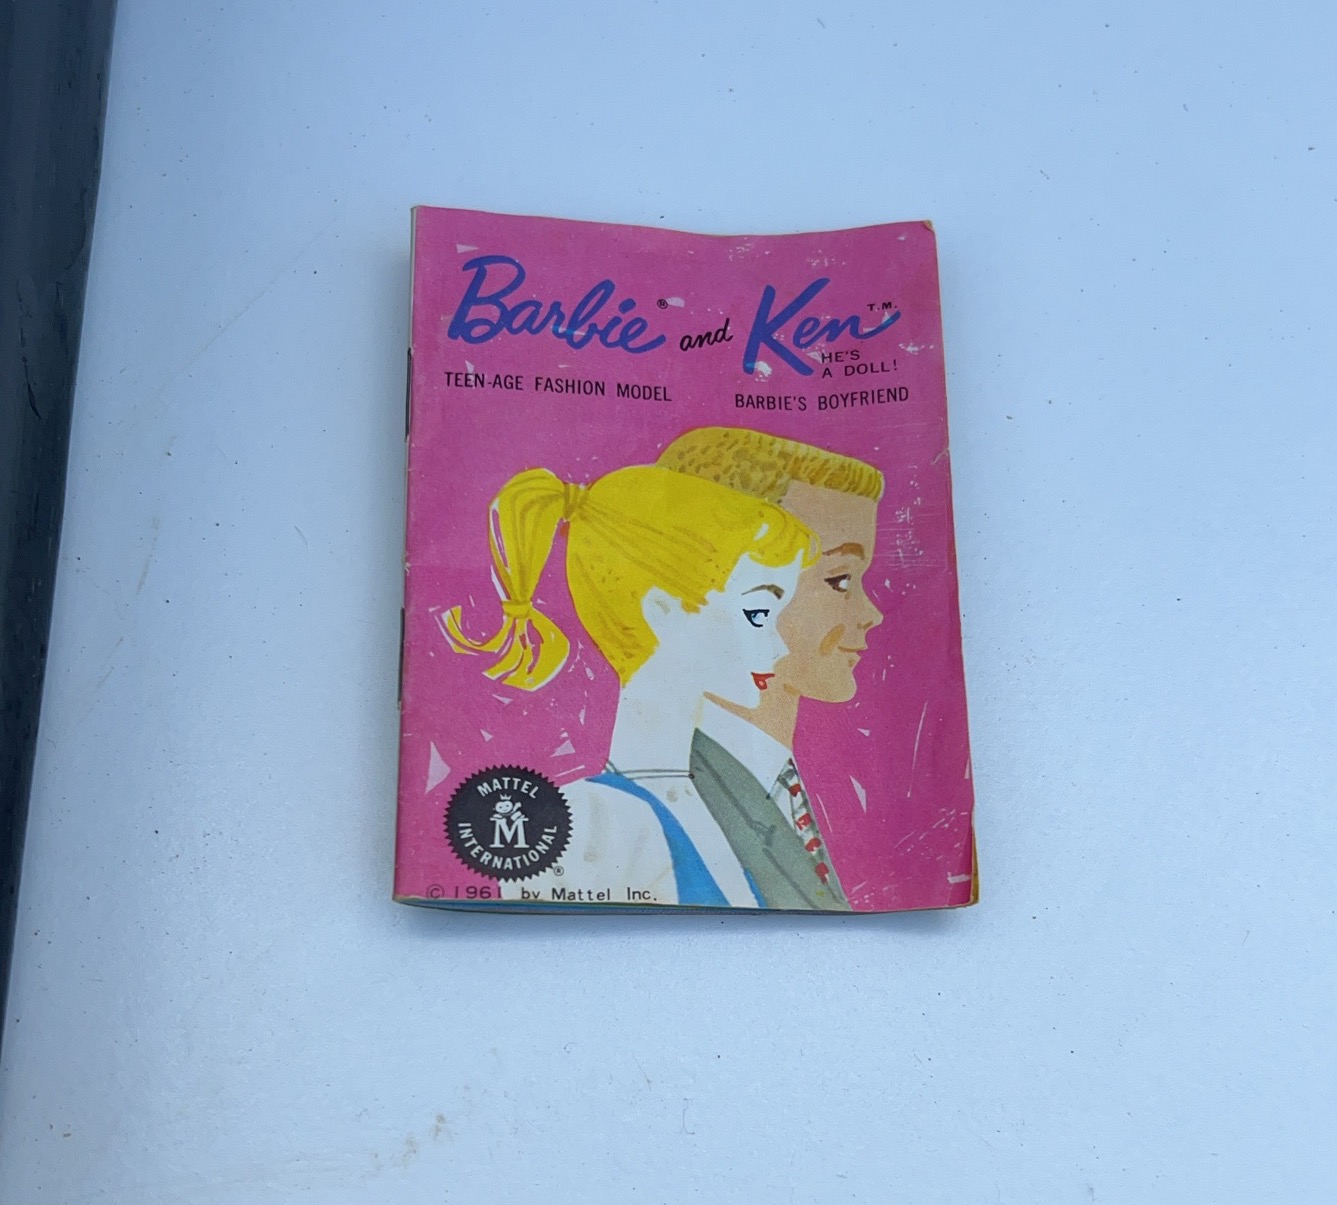 Barbie® and Ken T.M.
HE'S
A DOLL!
TEEN-AGE FASHION MODEL
BARBIE'S BOYFRIEND
MATTEL
M
INTERNATIONAL
®
© 1961 by Mattel Inc.